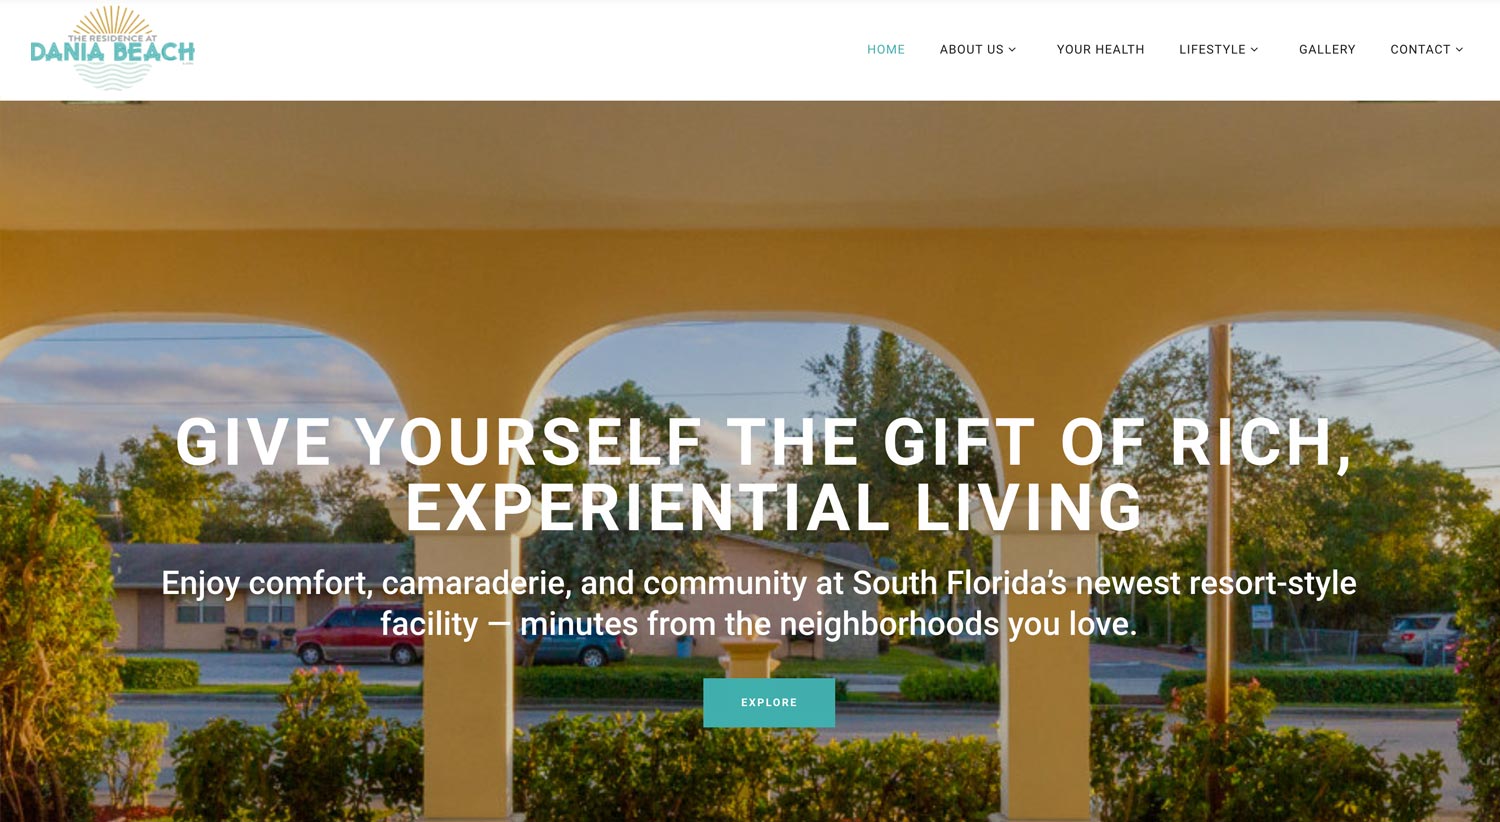 THE RESIDENCE AT
DANIA BEACH
HOME ABOUT US YOUR HEALTH LIFESTYLE GALLERY CONTACT
GIVE YOURSELF THE GIFT OF RICH,
EXPERIENTIAL LIVING
Enjoy comfort, camaraderie, and community at South Florida’s newest resort-style
facility — minutes from the neighborhoods you love.
EXPLORE